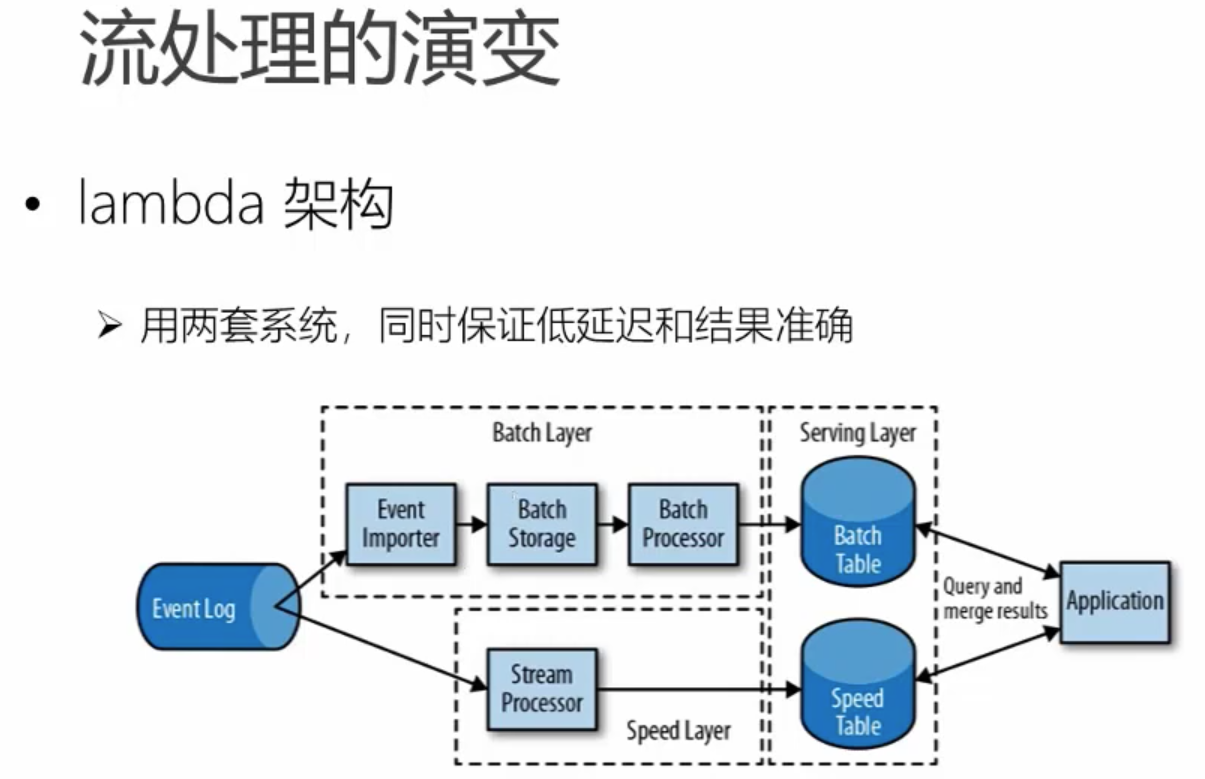 流处理的演变
• lambda 架构
➢ 用两套系统，同时保证低延迟和结果准确
Batch Layer
Serving Layer
Event
Importer
Batch
Storage
Batch
Processor
Batch
Table
Event Log
Query and
merge results
Application
Stream
Processor
Speed Layer
Speed
Table